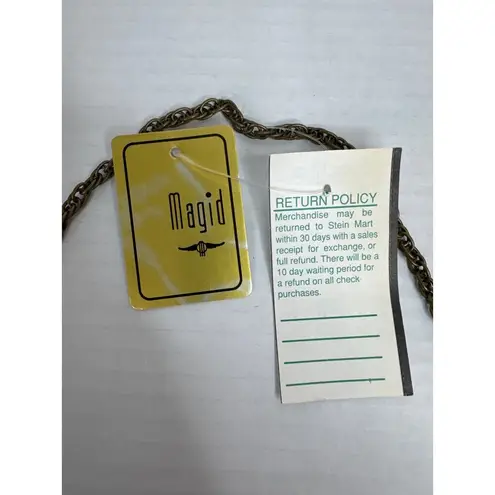 Magid
RETURN POLICY
Merchandise may be
returned to Stein Mart
within 30 days with a sales
receipt for exchange, or
full refund. There will be a
10 day waiting period for
a refund on all check
purchases.